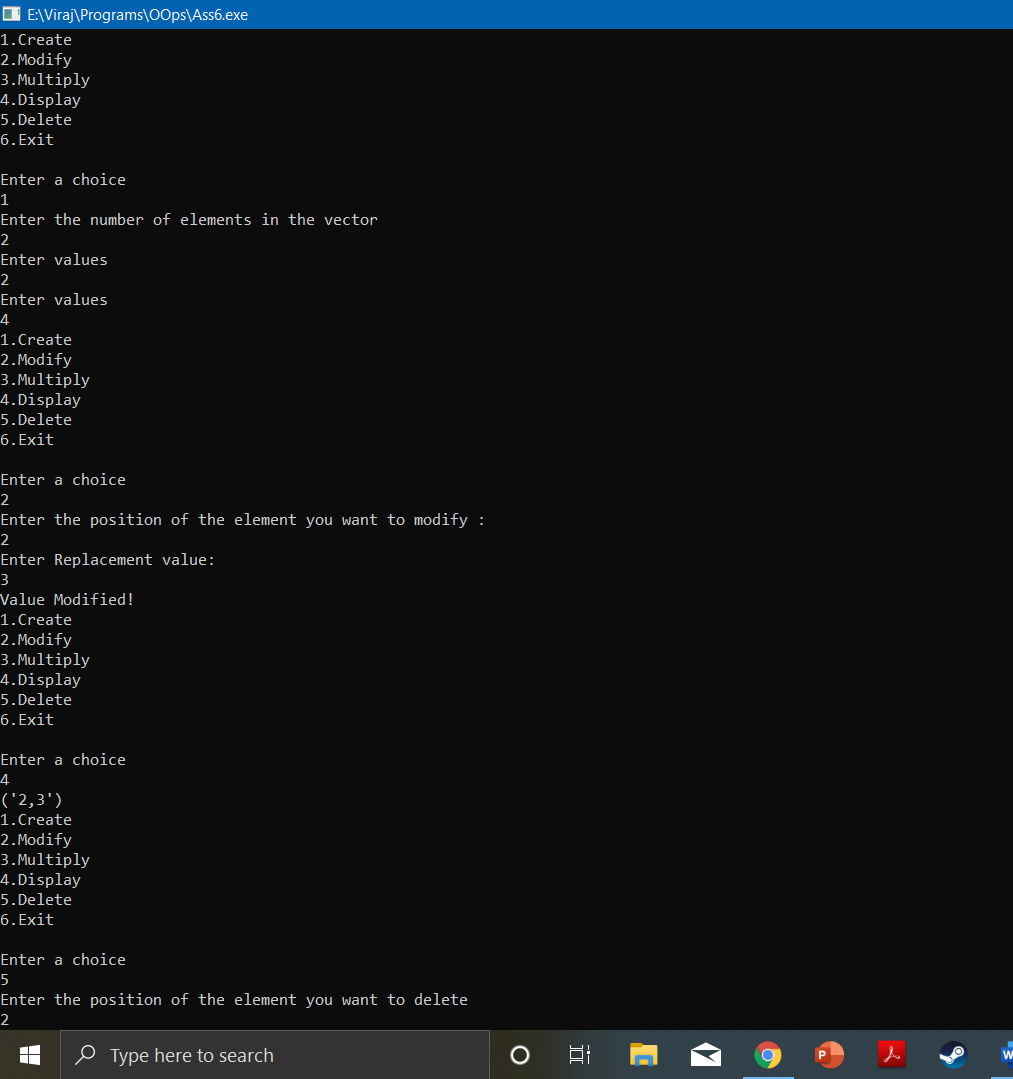 E:\Viraj\Programs\OOps\Ass6.exe
1.Create
2.Modify
3.Multiply
4.Display
5.Delete
6.Exit
Enter a choice
1
Enter the number of elements in the vector
2
Enter values
2
Enter values
4
1.Create
2.Modify
3.Multiply
4.Display
5.Delete
6.Exit
Enter a choice
2
Enter the position of the element you want to modify :
2
Enter Replacement value:
3
Value Modified!
1.Create
2.Modify
3.Multiply
4.Display
5.Delete
6.Exit
Enter a choice
4
('2,3')
1.Create
2.Modify
3.Multiply
4.Display
5.Delete
6.Exit
Enter a choice
5
Enter the position of the element you want to delete
2
Type here to search